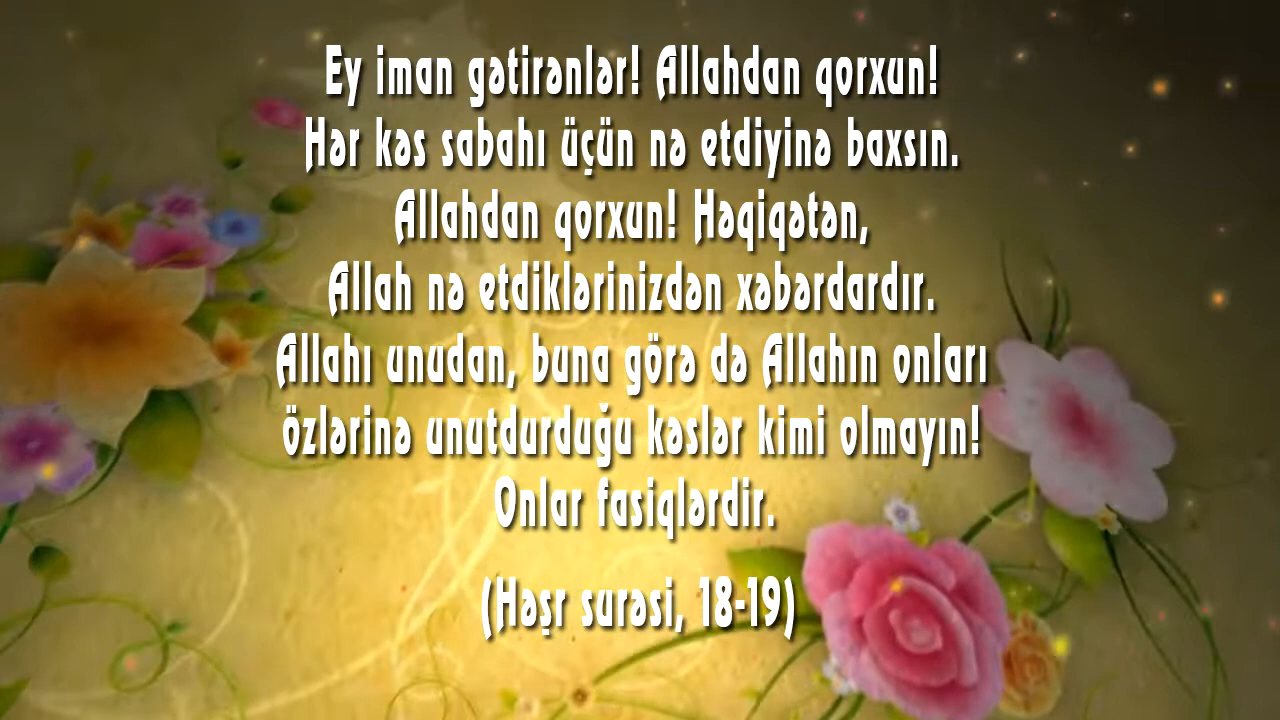 Ey iman gətirənlər! Allahdan qorxun!
Hər kəs sabahı üçün nə etdiyinə baxsın.
Allahdan qorxun! Həqiqətən,
Allah nə etdiklərinizdən xəbərdardır.
Allahı unudan, buna görə də Allahın onları
özlərinə unutdurduğu kəslər kimi olmayın!
Onlar fasiqlərdir.
(Həşr surəsi, 18-19)